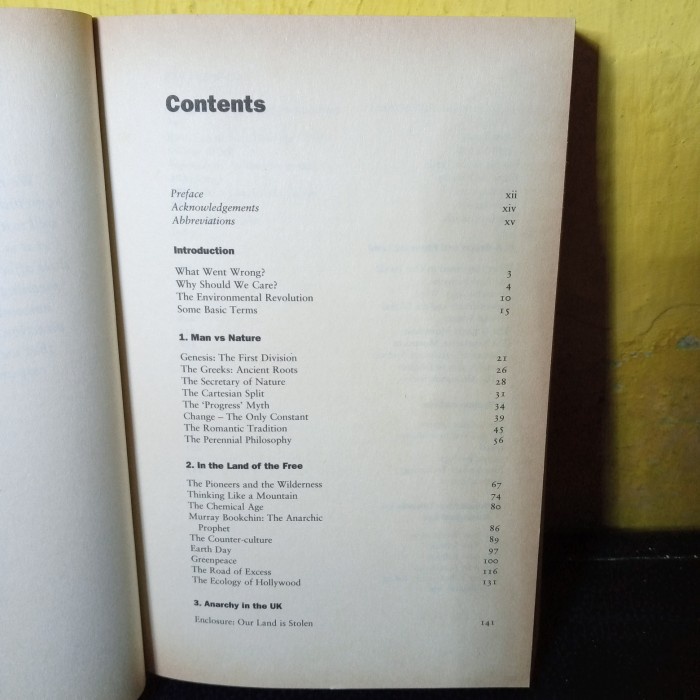 Contents
Preface xii
Acknowledgements xiv
Abbreviations xv
Introduction
What Went Wrong? 3
Why Should We Care? 4
The Environmental Revolution 10
Some Basic Terms 15
1. Man vs Nature
Genesis: The First Division 21
The Greeks: Ancient Roots 26
The Secretary of Nature 28
The Cartesian Split 31
The 'Progress' Myth 34
Change – The Only Constant 39
The Romantic Tradition 45
The Perennial Philosophy 56
2. In the Land of the Free
The Pioneers and the Wilderness 67
Thinking Like a Mountain 74
The Chemical Age 80
Murray Bookchin: The Anarchic
Prophet 86
The Counter-culture 89
Earth Day 97
Greenpeace 100
The Road of Excess 116
The Ecology of Hollywood 131
3. Anarchy in the UK
Enclosure: Our Land is Stolen 141